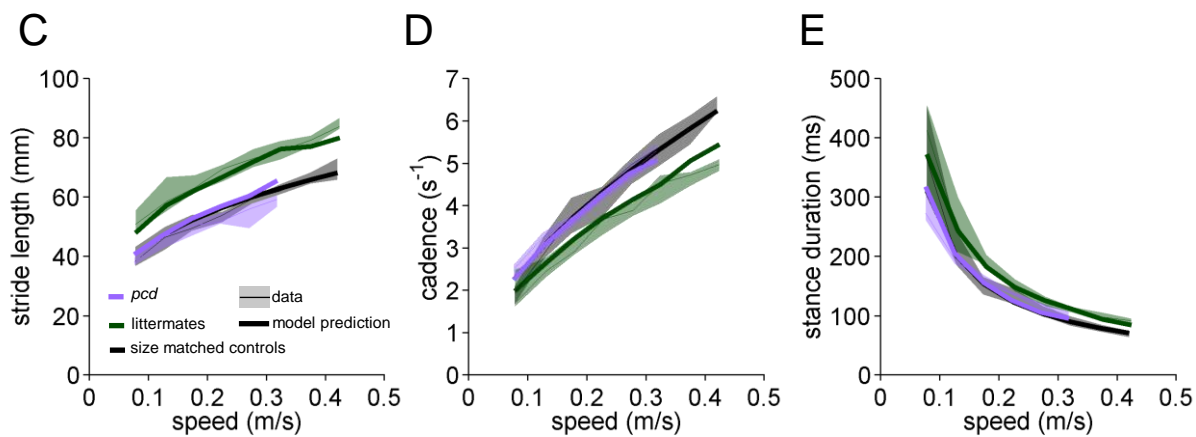 C
stride length (mm)
100
80
60
40
20
0
pcd
data
littermates
model prediction
size matched controls
0 0.1 0.2 0.3 0.4 0.5
speed (m/s)
D
cadence (s-1)
7
6
5
4
3
2
1
0
0 0.1 0.2 0.3 0.4 0.5
speed (m/s)
E
stance duration (ms)
500
400
300
200
100
0
0 0.1 0.2 0.3 0.4 0.5
speed (m/s)